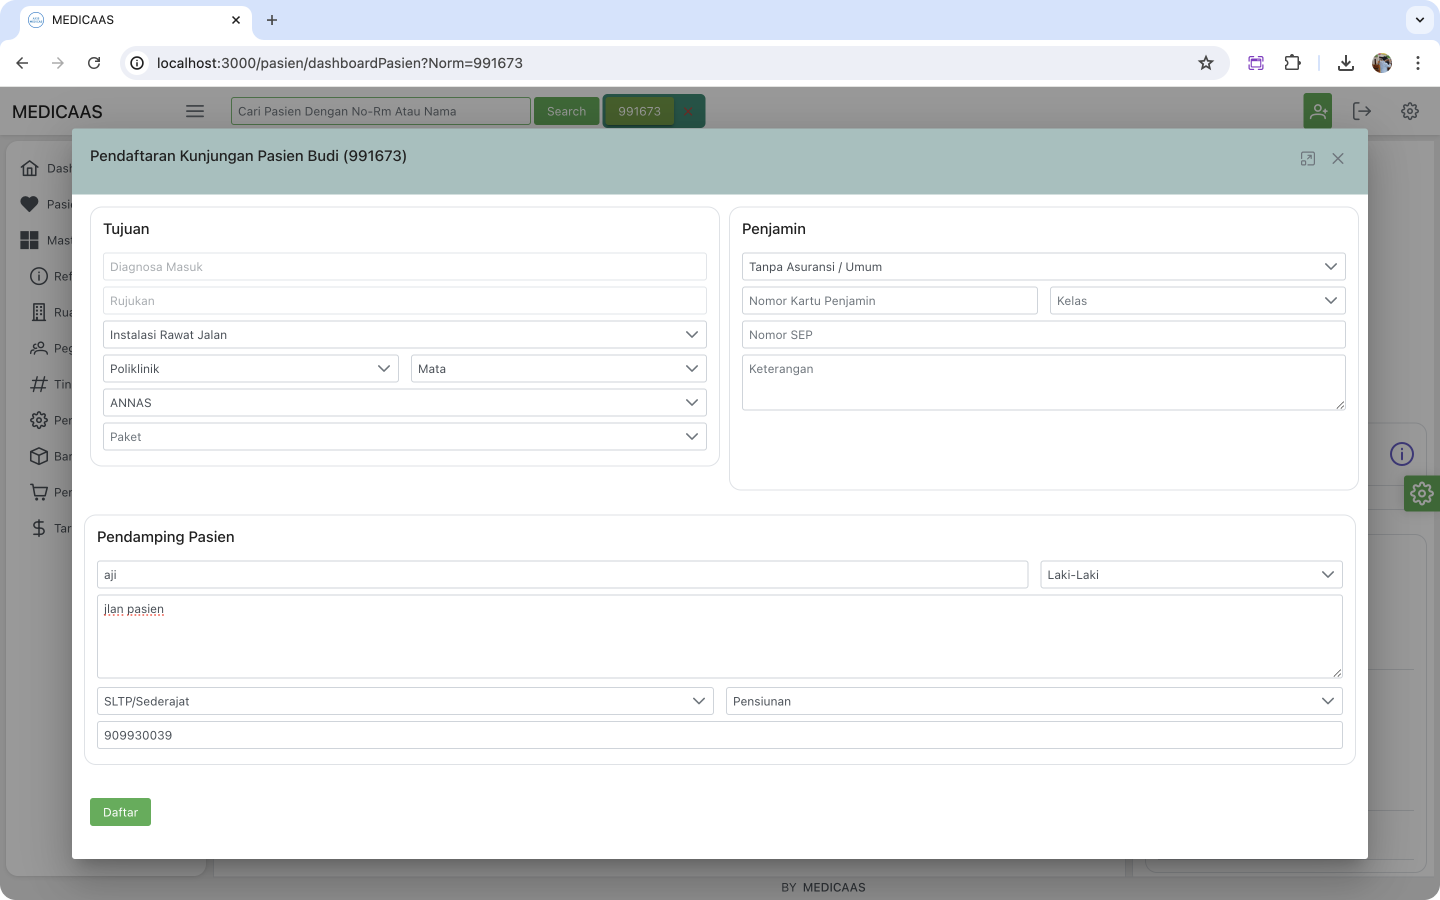 MEDICAAS
localhost:3000/pasien/dashboardPasien?Norm=991673
MEDICAAS
Cari Pasien Dengan No-Rm Atau Nama
Search
991673
Pendaftaran Kunjungan Pasien Budi (991673)
Dash
Pasie
Mast
Ref
Rua
Peg
Tin
Per
Bar
Per
Tar
Tujuan
Diagnosa Masuk
Rujukan
Instalasi Rawat Jalan
Poliklinik
Mata
ANNAS
Paket
Penjamin
Tanpa Asuransi / Umum
Nomor Kartu Penjamin
Kelas
Nomor SEP
Keterangan
Pendamping Pasien
aji
Laki-Laki
jlan pasien
SLTP/Sederajat
Pensiunan
909930039
Daftar
BY MEDICAAS